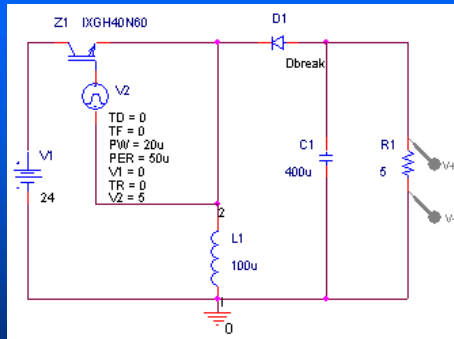 Z1 IXGH40N60
D1
Dbreak
V2
TD = 0
TF = 0
PW = 20u
PER = 50u
V1 = 0
TR = 0
V2 = 5
V1
24
C1
400u
R1
5
V+
2
L1
100u
1
0